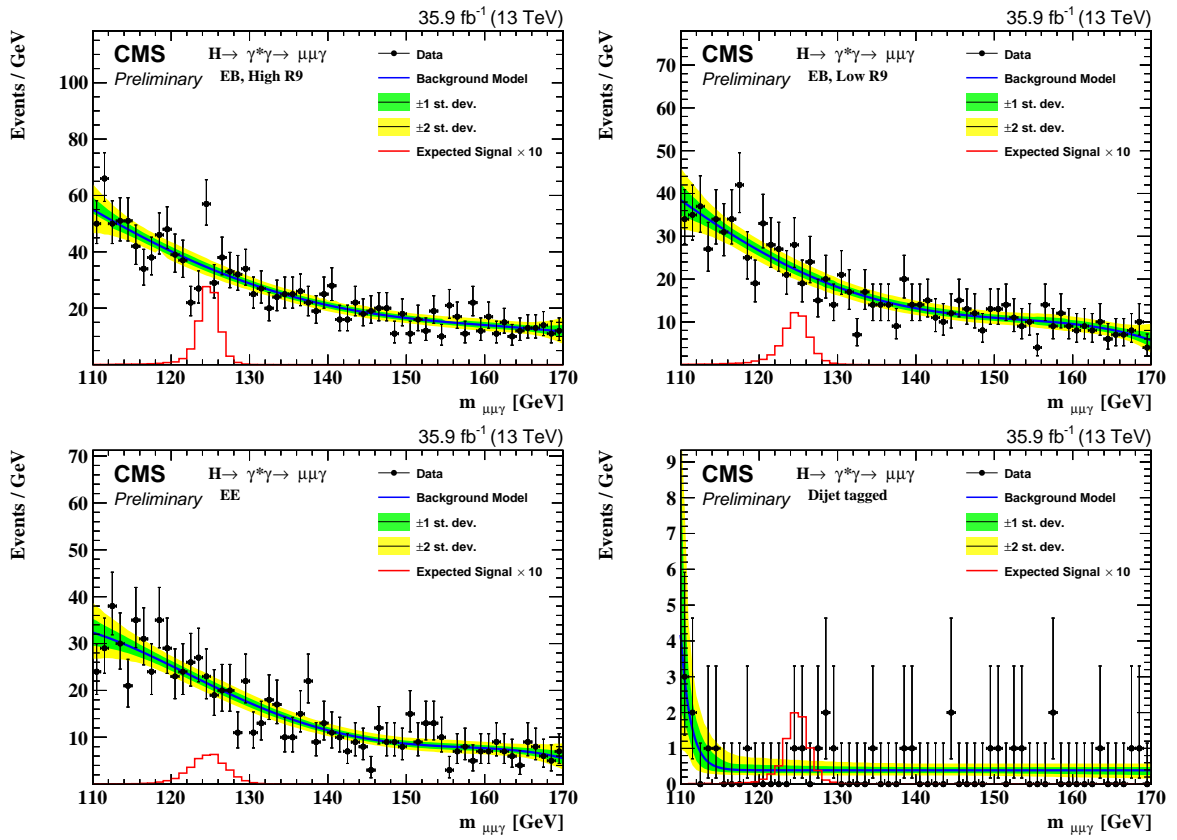 35.9 fb⁻¹ (13 TeV)
Events / GeV
CMS
Preliminary
H→ γ*γ→ μμγ
EB, High R9
Data
Background Model
±1 st. dev.
±2 st. dev.
Expected Signal × 10
100
80
60
40
20
110 120 130 140 150 160 170
m μμγ [GeV]
35.9 fb⁻¹ (13 TeV)
Events / GeV
CMS
Preliminary
H→ γ*γ→ μμγ
EB, Low R9
Data
Background Model
±1 st. dev.
±2 st. dev.
Expected Signal × 10
70
60
50
40
30
20
10
110 120 130 140 150 160 170
m μμγ [GeV]
35.9 fb⁻¹ (13 TeV)
Events / GeV
CMS
Preliminary
H→ γ*γ→ μμγ
EE
Data
Background Model
±1 st. dev.
±2 st. dev.
Expected Signal × 10
70
60
50
40
30
20
10
110 120 130 140 150 160 170
m μμγ [GeV]
35.9 fb⁻¹ (13 TeV)
Events / GeV
CMS
Preliminary
H→ γ*γ→ μμγ
Dijet tagged
Data
Background Model
±1 st. dev.
±2 st. dev.
Expected Signal × 10
9
8
7
6
5
4
3
2
1
0
110 120 130 140 150 160 170
m μμγ [GeV]